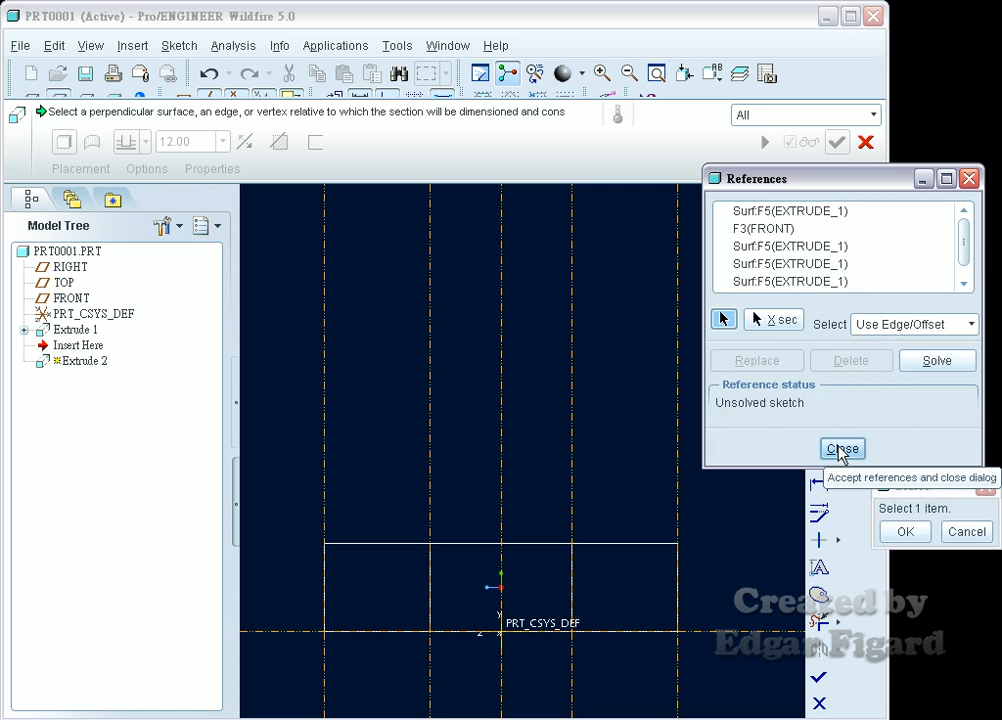 PRT0001 (Active) - Pro/ENGINEER Wildfire 5.0
File Edit View Insert Sketch Analysis Info Applications Tools Window Help
Select a perpendicular surface, an edge, or vertex relative to which the section will be dimensioned and cons
All
12.00
Placement Options Properties
References
Surf:F5(EXTRUDE_1)
F3(FRONT)
Surf:F5(EXTRUDE_1)
Surf:F5(EXTRUDE_1)
Surf:F5(EXTRUDE_1)
X sec
Select
Use Edge/Offset
Replace Delete Solve
Reference status
Unsolved sketch
Close
Accept references and close dialog
Select 1 item.
OK Cancel
Model Tree
PRT0001.PRT
RIGHT
TOP
FRONT
PRT_CSYS_DEF
Extrude 1
Insert Here
Extrude 2
Y
PRT_CSYS_DEF
Z X
Created by
Edgar Figard